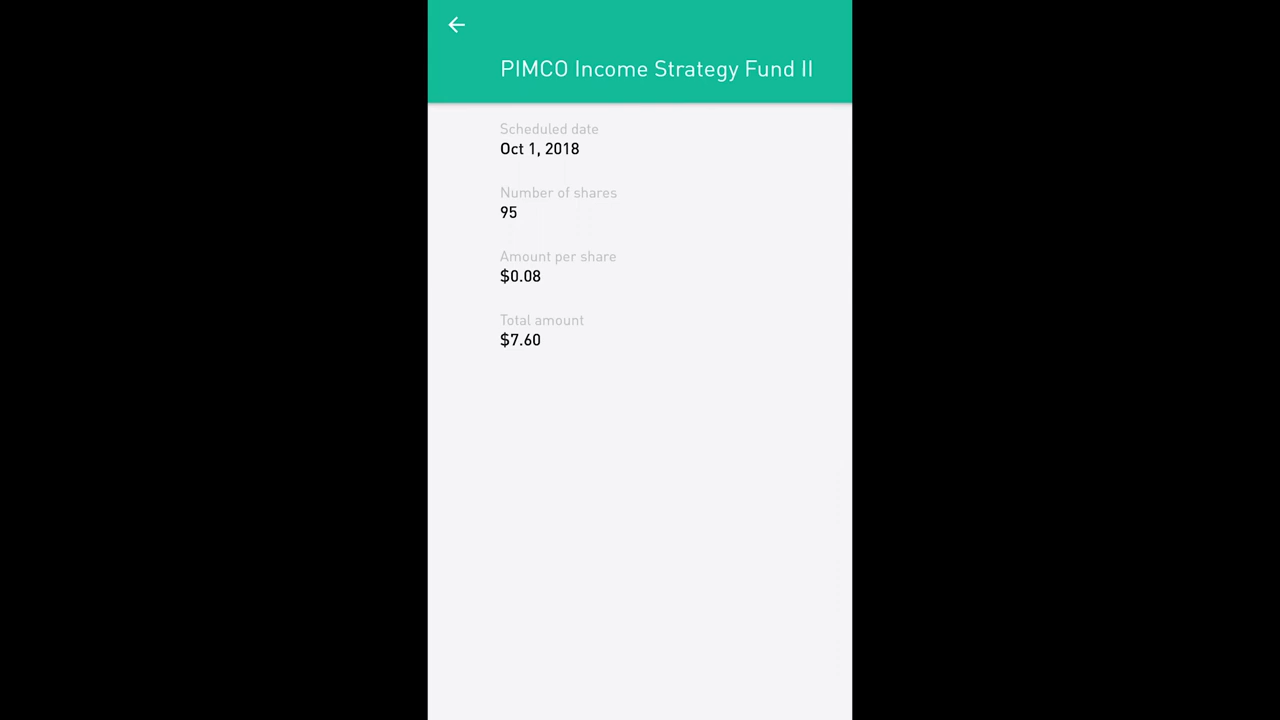 PIMCO Income Strategy Fund II
Scheduled date
Oct 1, 2018
Number of shares
95
Amount per share
$0.08
Total amount
$7.60